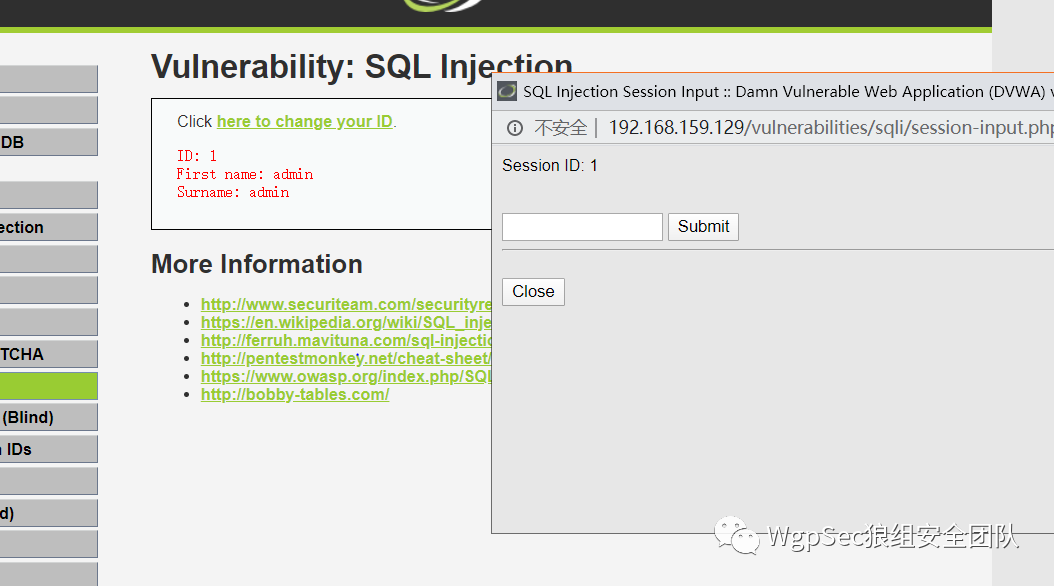 Vulnerability: SQL Injection
Click here to change your ID.
ID: 1
First name: admin
Surname: admin
More Information
http://www.securiteam.com/securityre
https://en.wikipedia.org/wiki/SQL_inje
http://ferruh.mavituna.com/sql-injectio
http://pentestmonkey.net/cheat-sheet/
https://www.owasp.org/index.php/SQL
http://bobby-tables.com/
DB
ection
TCHA
(Blind)
IDs
d)
SQL Injection Session Input :: Damn Vulnerable Web Application (DVWA) v
不安全 | 192.168.159.129/vulnerabilities/sqli/session-input.php
Session ID: 1
Submit
Close
WgpSec狼组安全团队